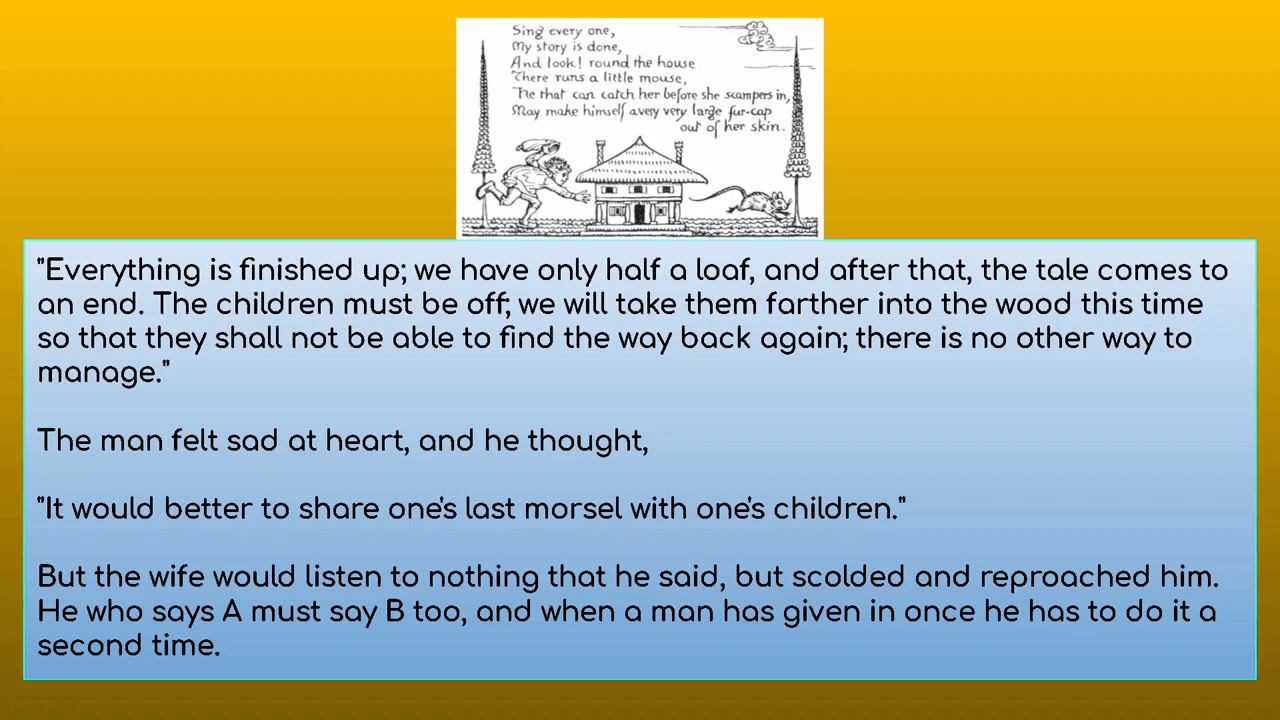 Sing every one,
My story is done,
And look! round the house
There runs a little mouse,
He that can catch her before she scampers in,
May make himself a very very large fur-cap
out of her skin.
"Everything is finished up; we have only half a loaf, and after that, the tale comes to
an end. The children must be off; we will take them farther into the wood this time
so that they shall not be able to find the way back again; there is no other way to
manage."
The man felt sad at heart, and he thought,
"It would better to share one's last morsel with one's children."
But the wife would listen to nothing that he said, but scolded and reproached him.
He who says A must say B too, and when a man has given in once he has to do it a
second time.